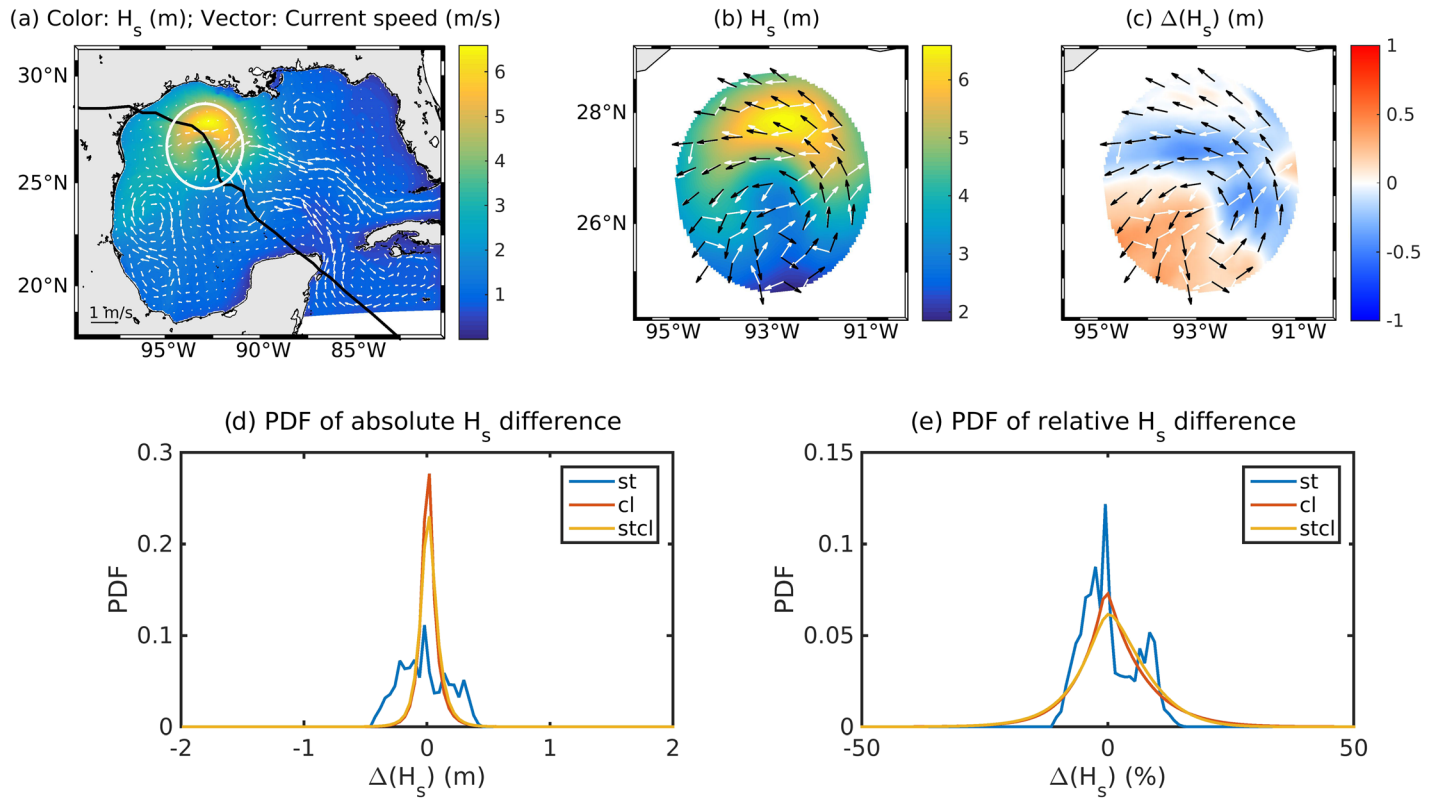 (a) Color: Hs (m); Vector: Current speed (m/s)
30°N
25°N
20°N
1 m/s
95°W 90°W 85°W
6
5
4
3
2
1
(b) Hs (m)
28°N
26°N
95°W 93°W 91°W
6
5
4
3
2
(c) Δ(Hs) (m)
95°W 93°W 91°W
1
0.5
0
-0.5
-1
(d) PDF of absolute Hs difference
PDF
0.3
0.2
0.1
0
-2 -1 0 1 2
Δ(Hs) (m)
st
cl
stcl
(e) PDF of relative Hs difference
PDF
0.15
0.1
0.05
0
-50 0 50
Δ(Hs) (%)
st
cl
stcl